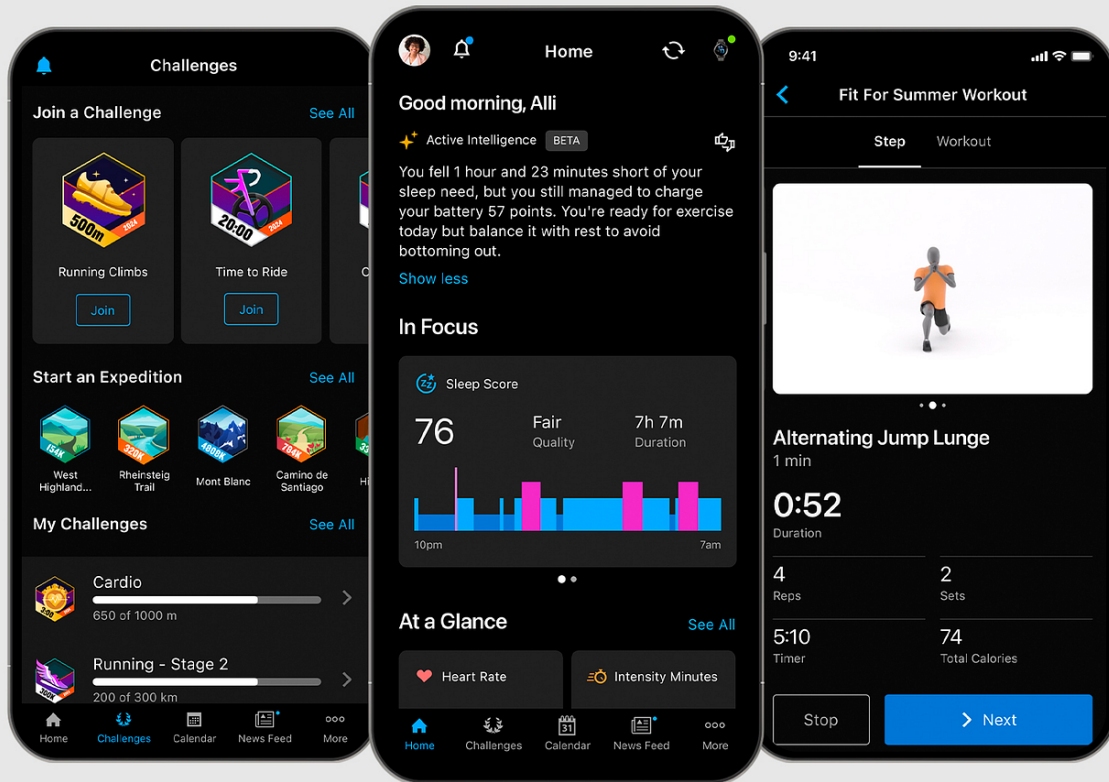 Challenges
Join a Challenge
See All
500m
2024
20:00
2024
Running Climbs
Time to Ride
Join
Join
Start an Expedition
See All
154K
320K
4808K
784K
West
Highland...
Rheinsteig
Trail
Mont Blanc
Camino de
Santiago
Hi
My Challenges
See All
Cardio
650 of 1000 m
Running - Stage 2
300K
200 of 300 km
Home
Challenges
Calendar
News Feed
More
Home
Good morning, Alli
Active Intelligence
BETA
You fell 1 hour and 23 minutes short of your
sleep need, but you still managed to charge
your battery 57 points. You're ready for exercise
today but balance it with rest to avoid
bottoming out.
Show less
In Focus
Sleep Score
76
Fair
Quality
7h 7m
Duration
10pm
7am
At a Glance
See All
Heart Rate
Intensity Minutes
Home
Challenges
31
Calendar
News Feed
More
9:41
Fit For Summer Workout
Step
Workout
Alternating Jump Lunge
1 min
0:52
Duration
4
Reps
2
Sets
5:10
Timer
74
Total Calories
Stop
Next